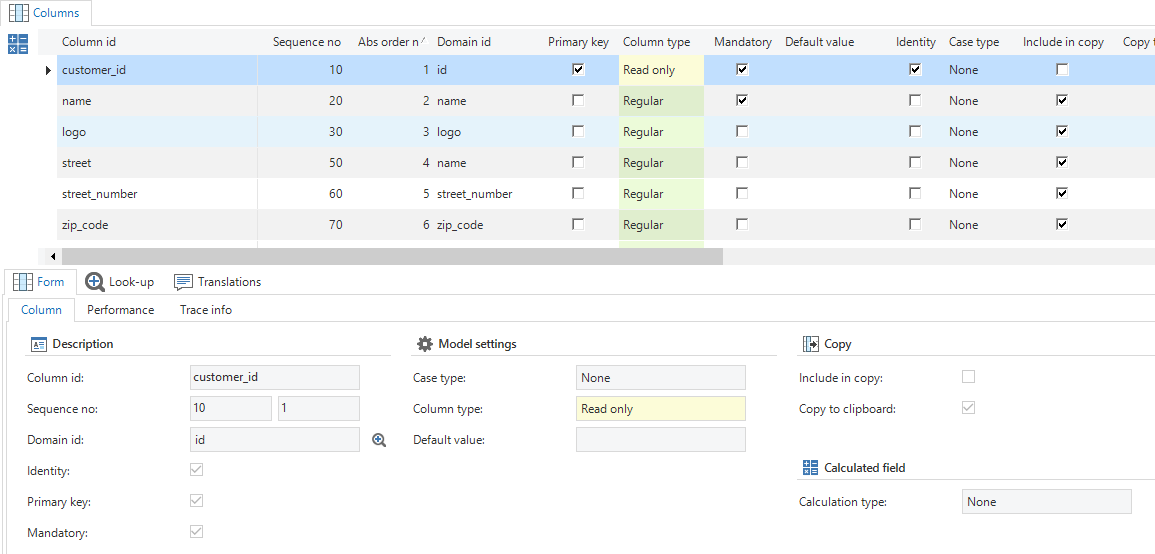 Columns
Column id Sequence no Abs order n Domain id Primary key Column type Mandatory Default value Identity Case type Include in copy Copy t
customer_id 10 1 id Read only None
name 20 2 name Regular None
logo 30 3 logo Regular None
street 50 4 name Regular None
street_number 60 5 street_number Regular None
zip_code 70 6 zip_code Regular None
Form Look-up Translations
Column Performance Trace info
Description Model settings Copy
Column id: customer_id Case type: None Include in copy:
Sequence no: 10 1 Column type: Read only Copy to clipboard:
Domain id: id Default value:
Identity: Calculated field
Primary key: Calculation type: None
Mandatory: